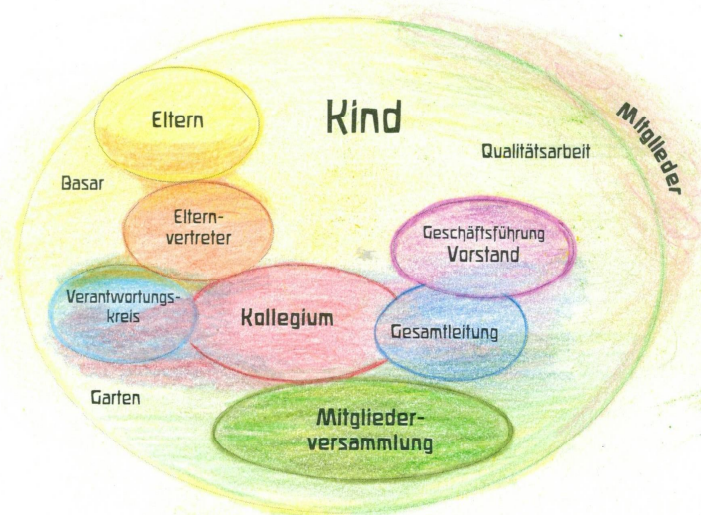 Kind
Mitglieder
Eltern
Qualitätsarbeit
Basar
Eltern-
vertreter
Geschäftsführung
Vorstand
Verantwortungs-
kreis
Kollegium
Gesamtleitung
Garten
Mitglieder-
versammlung